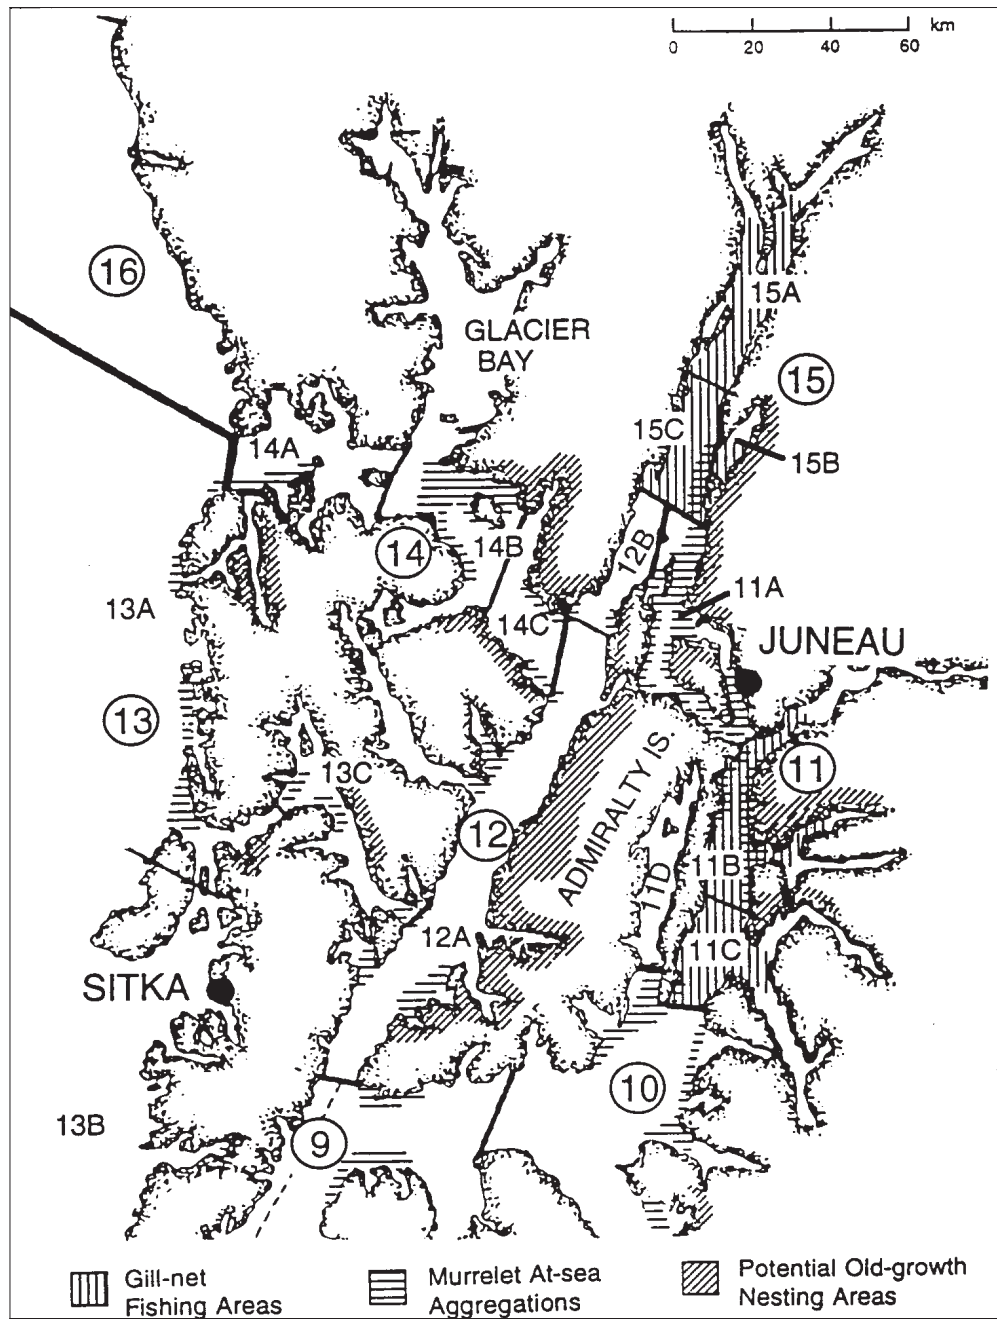 km
0 20 40 60
16
GLACIER
BAY
15A
15
14A
15C
15B
14
14B
12B
13A
14C
11A
JUNEAU
13
13C
11
12
ADMIRALTY IS.
11D
11B
12A
11C
SITKA
10
13B
9
Gill-net
Fishing Areas
Murrelet At-sea
Aggregations
Potential Old-growth
Nesting Areas